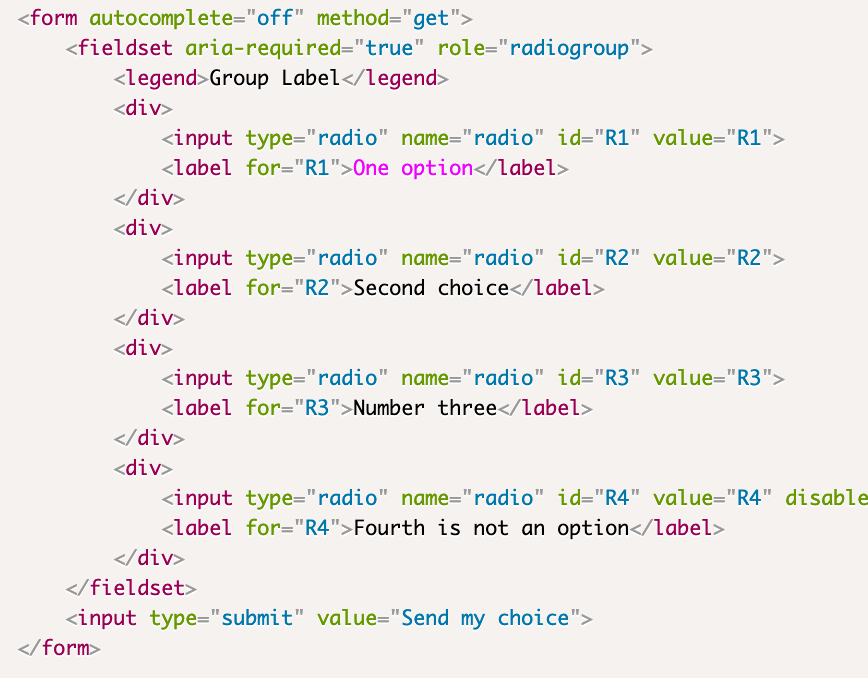 <form autocomplete="off" method="get">
    <fieldset aria-required="true" role="radiogroup">
        <legend>Group Label</legend>
        <div>
            <input type="radio" name="radio" id="R1" value="R1">
            <label for="R1">One option</label>
        </div>
        <div>
            <input type="radio" name="radio" id="R2" value="R2">
            <label for="R2">Second choice</label>
        </div>
        <div>
            <input type="radio" name="radio" id="R3" value="R3">
            <label for="R3">Number three</label>
        </div>
        <div>
            <input type="radio" name="radio" id="R4" value="R4" disable
            <label for="R4">Fourth is not an option</label>
        </div>
    </fieldset>
    <input type="submit" value="Send my choice">
</form>